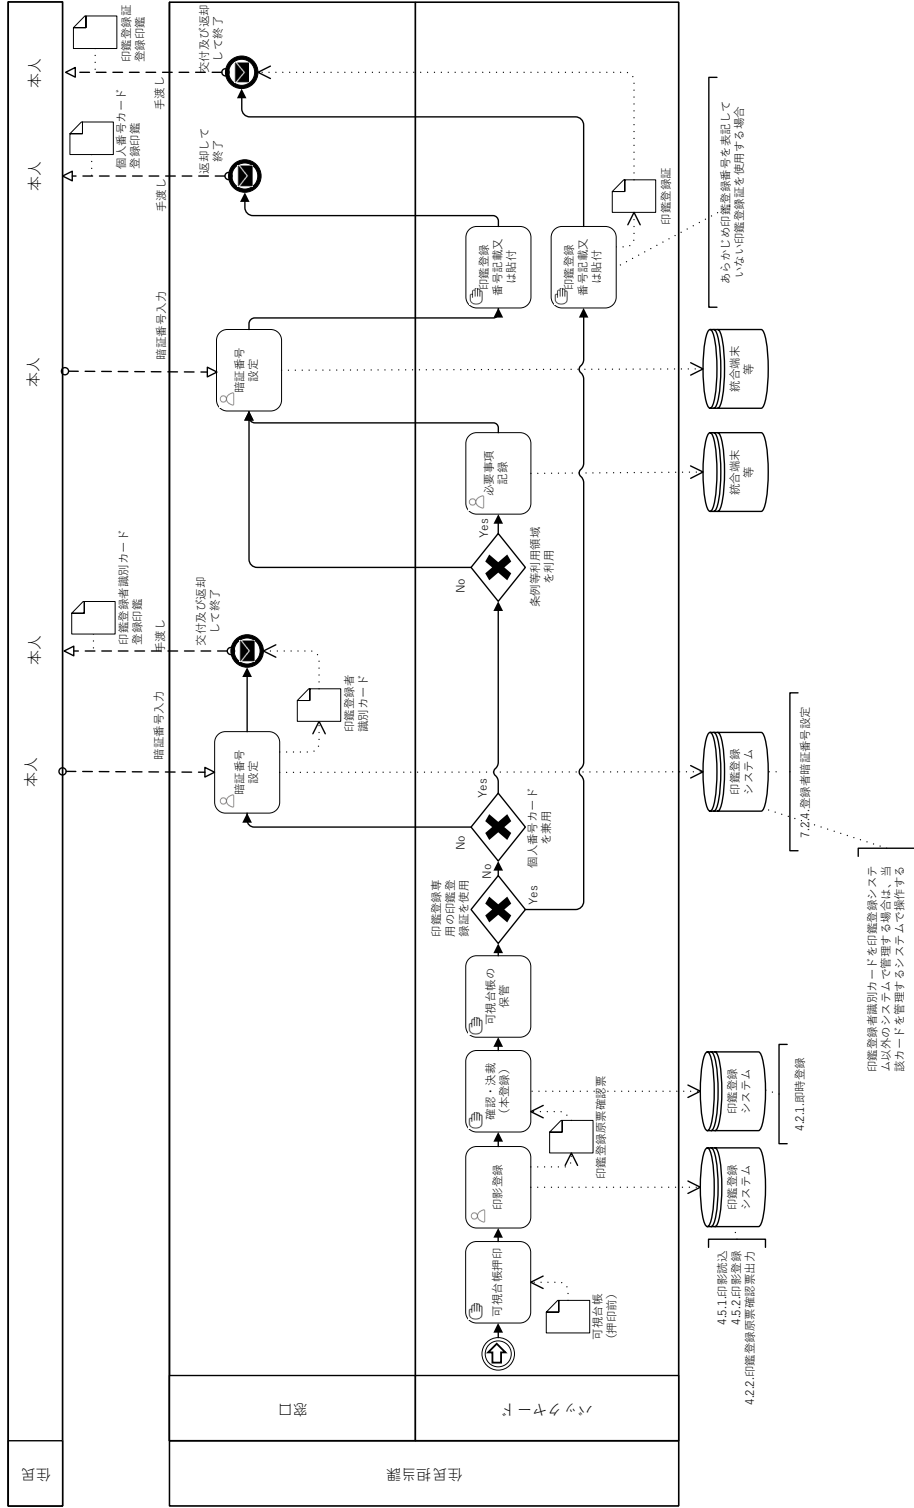 住民
住民担当課
窓口
バックヤード
可視台帳押印
可視台帳
(押印前)
印影登録
印鑑登録
システム
4.5.1.印影読込
4.5.2.印影登録
4.2.2.印鑑登録原票確認票出力
印鑑登録原票確認票
確認・決裁
(本登録)
印鑑登録
システム
4.2.1.即時登録
可視台帳の
保管
印鑑登録専
用の印鑑登
録証を使用
Yes
No
個人番号カード
を兼用
No
Yes
本人
暗証番号入力
暗証番号
設定
印鑑登録
システム
7.2.4.登録者暗証番号設定
印鑑登録者識別カードを印鑑登録システ
ム以外のシステムで管理する場合は、当
該カードを管理するシステムで操作する
印鑑登録者
識別カード
本人
印鑑登録者識別カード
登録印鑑
手渡し
交付及び返却
して終了
条例等利用領域
を利用
No
Yes
必要事項
記録
統合端末
等
本人
暗証番号入力
暗証番号
設定
統合端末
等
印鑑登録
番号記載又
は貼付
印鑑登録
番号記載又
は貼付
あらかじめ印鑑登録番号を表記して
いない印鑑登録証を使用する場合
印鑑登録証
本人
個人番号カード
登録印鑑
手渡し
返却して
終了
本人
印鑑登録証
登録印鑑
手渡し
交付及び返却
して終了